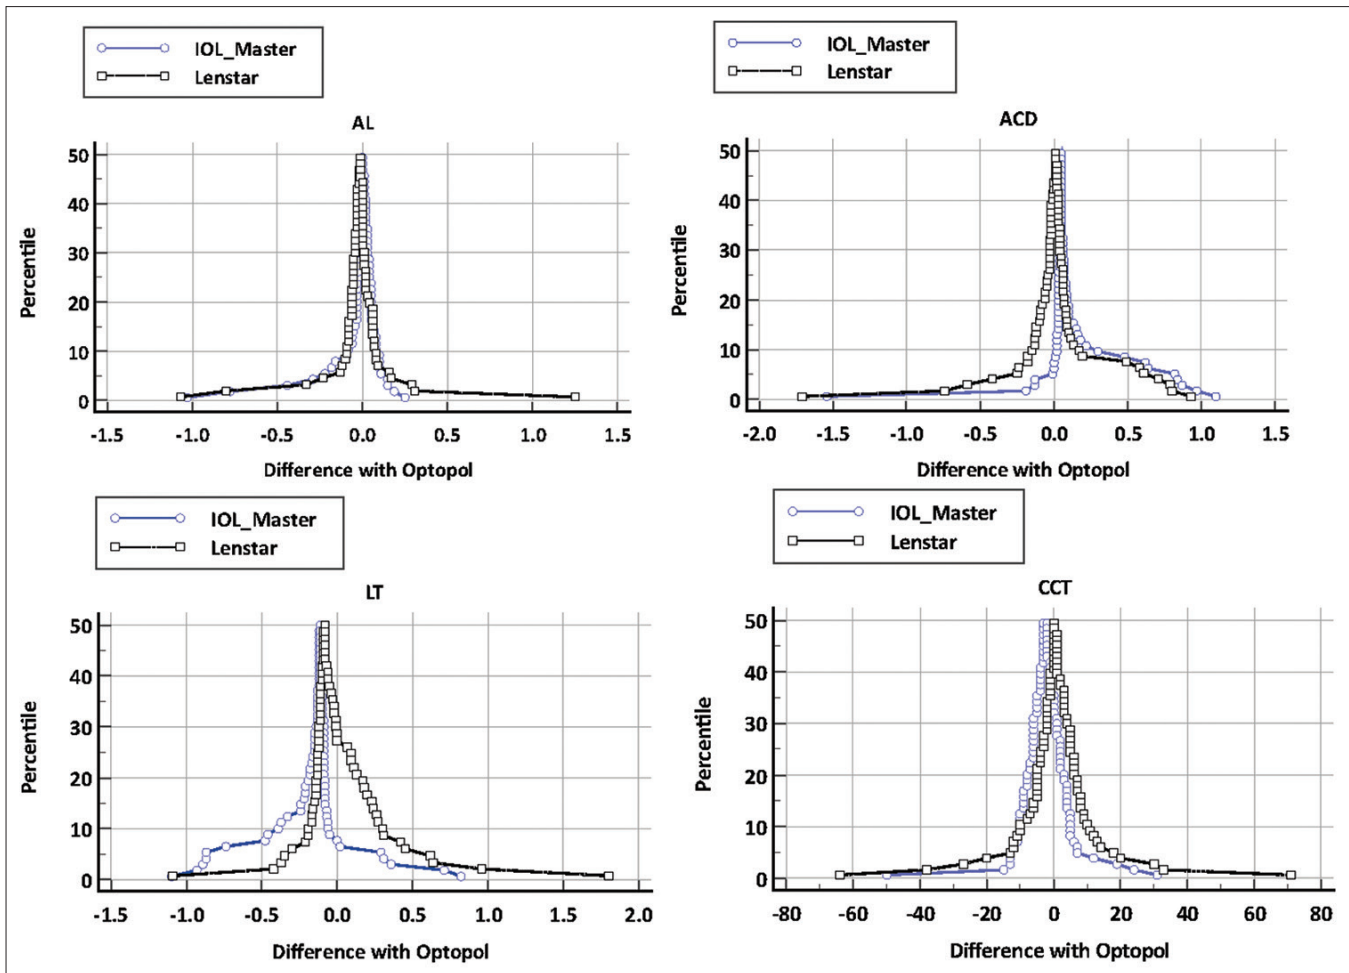 IOL_Master
Lenstar
AL
50
40
30
20
10
0
Percentile
-1.5 -1.0 -0.5 0.0 0.5 1.0 1.5
Difference with Optopol
IOL_Master
Lenstar
ACD
50
40
30
20
10
0
Percentile
-2.0 -1.5 -1.0 -0.5 0.0 0.5 1.0 1.5
Difference with Optopol
IOL_Master
Lenstar
LT
50
40
30
20
10
0
Percentile
-1.5 -1.0 -0.5 0.0 0.5 1.0 1.5 2.0
Difference with Optopol
IOL_Master
Lenstar
CCT
50
40
30
20
10
0
Percentile
-80 -60 -40 -20 0 20 40 60 80
Difference with Optopol